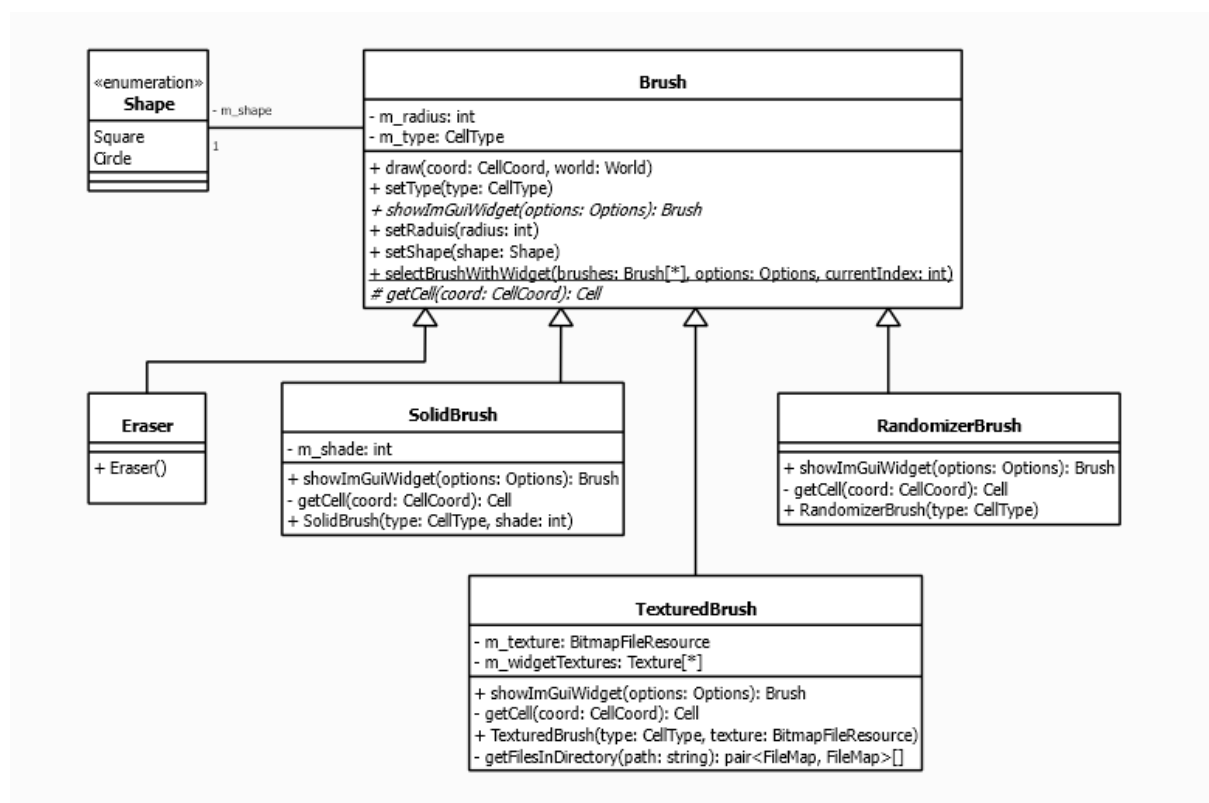 «enumeration»
Shape
Square
Circle
- m_shape
1
Brush
- m_radius: int
- m_type: CellType
+ draw(coord: CellCoord, world: World)
+ setType(type: CellType)
+ showImGuiWidget(options: Options): Brush
+ setRaduis(radius: int)
+ setShape(shape: Shape)
+ selectBrushWithWidget(brushes: Brush[*], options: Options, currentIndex: int)
# getCell(coord: CellCoord): Cell
Eraser
+ Eraser()
SolidBrush
- m_shade: int
+ showImGuiWidget(options: Options): Brush
- getCell(coord: CellCoord): Cell
+ SolidBrush(type: CellType, shade: int)
RandomizerBrush
+ showImGuiWidget(options: Options): Brush
- getCell(coord: CellCoord): Cell
+ RandomizerBrush(type: CellType)
TexturedBrush
- m_texture: BitmapFileResource
- m_widgetTextures: Texture[*]
+ showImGuiWidget(options: Options): Brush
- getCell(coord: CellCoord): Cell
+ TexturedBrush(type: CellType, texture: BitmapFileResource)
- getFilesInDirectory(path: string): pair<FileMap, FileMap>[]